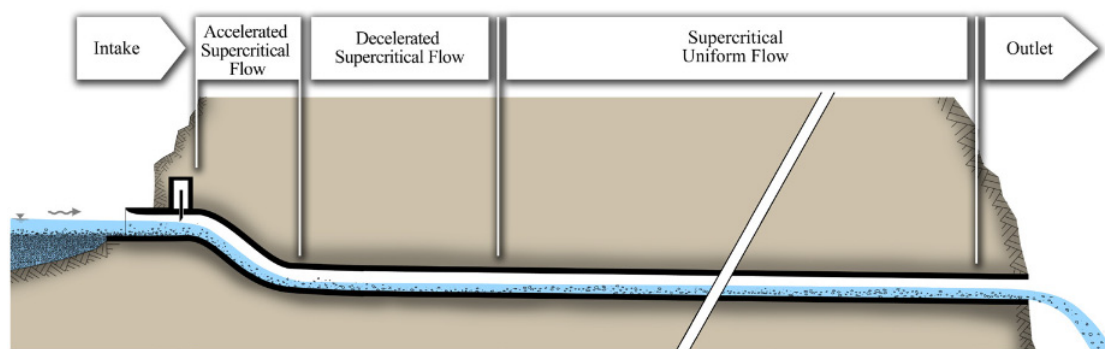 Intake
Accelerated
Supercritical
Flow
Decelerated
Supercritical Flow
Supercritical
Uniform Flow
Outlet